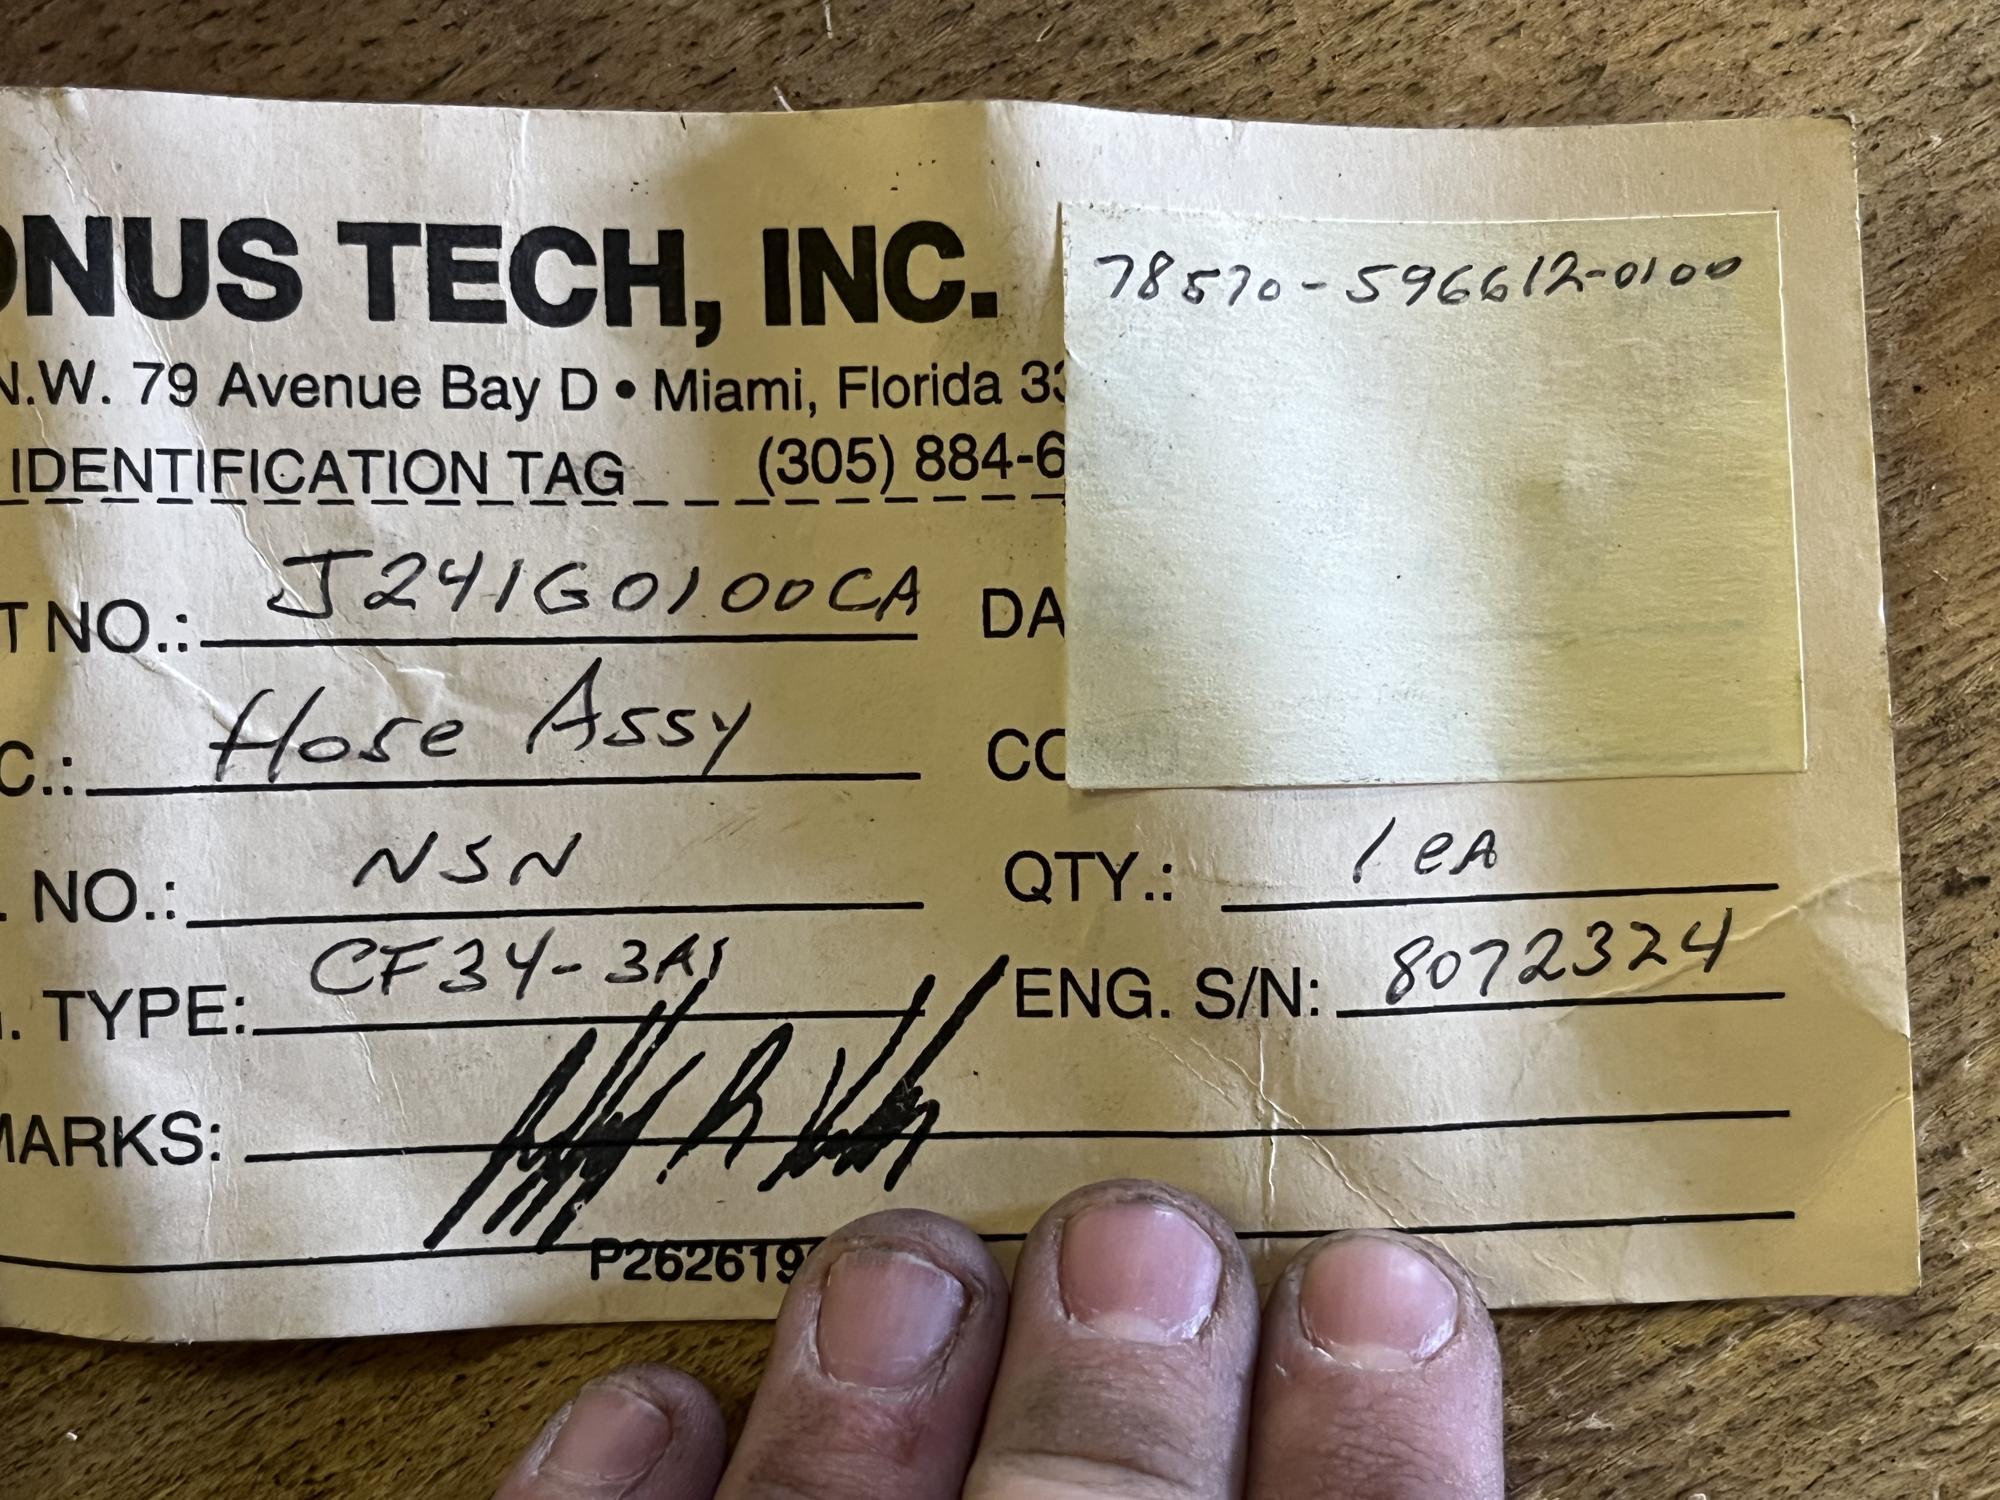 ONUS TECH, INC.
78570-596612-0100
N.W. 79 Avenue Bay D • Miami, Florida 33
IDENTIFICATION TAG (305) 884-6
T NO.: J241G0100CA DA
C.: Hose Assy CO
. NO.: NSN QTY.: 1 eA
. TYPE: CF34-3A1 ENG. S/N: 8072324
MARKS:
P262619